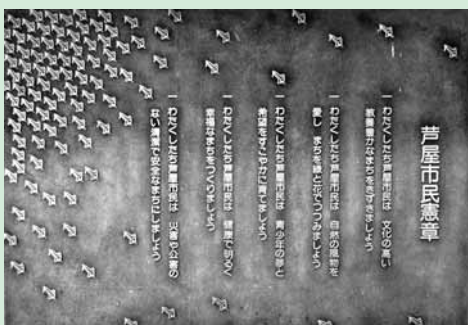 芦屋市民憲章
一 わたくしたち芦屋市民は 文化の高い
教養豊かなまちをきずきましょう
一 わたくしたち芦屋市民は 自然の風物を
愛し まちを緑と花でつつみましょう
一 わたくしたち芦屋市民は 青少年の夢と
希望をすこやかに育てましょう
一 わたくしたち芦屋市民は 健康で明るく
幸福なまちをつくりましょう
一 わたくしたち芦屋市民は 災害や公害の
ない清潔で安全なまちにしましょう